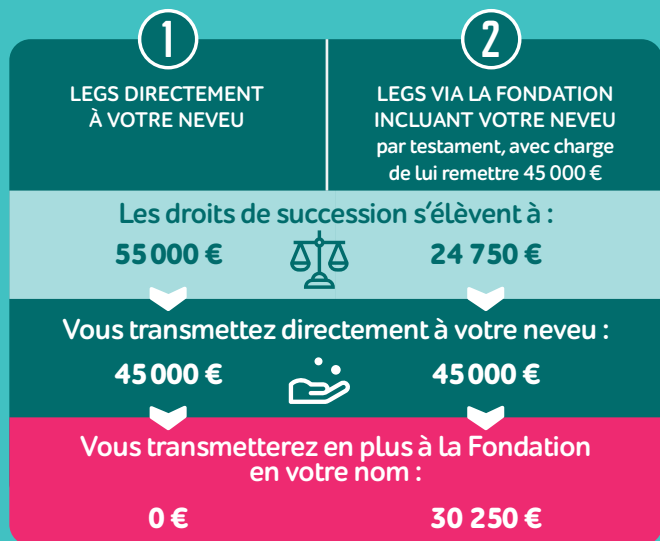 1
LEGS DIRECTEMENT
À VOTRE NEVEU
2
LEGS VIA LA FONDATION
INCLUANT VOTRE NEVEU
par testament, avec charge
de lui remettre 45 000 €
Les droits de succession s’élèvent à :
55 000 €
24 750 €
Vous transmettez directement à votre neveu :
45 000 €
45 000 €
Vous transmetterez en plus à la Fondation
en votre nom :
0 €
30 250 €